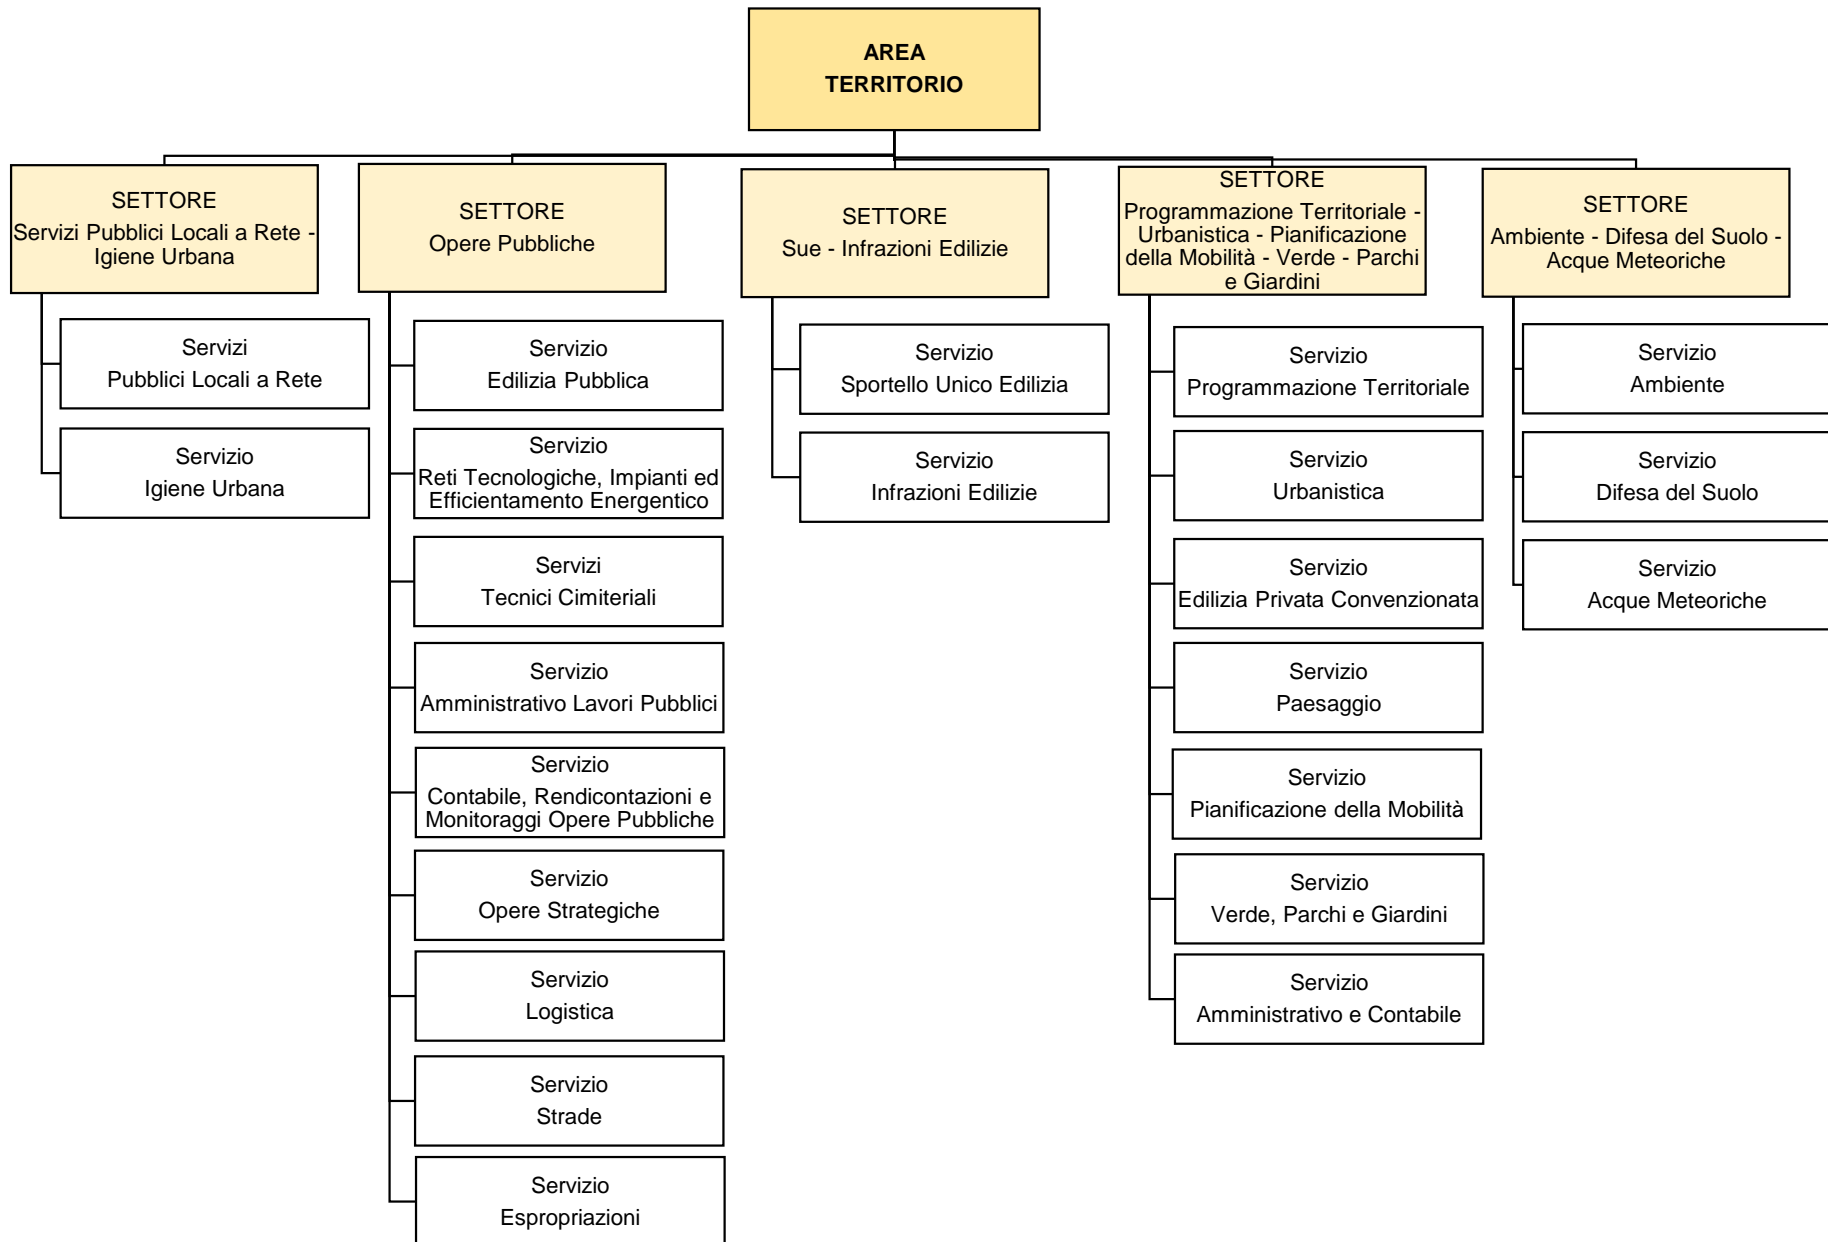 AREA
TERRITORIO
SETTORE
Servizi Pubblici Locali a Rete -
Igiene Urbana
Servizi
Pubblici Locali a Rete
Servizio
Igiene Urbana
SETTORE
Opere Pubbliche
Servizio
Edilizia Pubblica
Servizio
Reti Tecnologiche, Impianti ed
Efficientamento Energentico
Servizi
Tecnici Cimiteriali
Servizio
Amministrativo Lavori Pubblici
Servizio
Contabile, Rendicontazioni e
Monitoraggi Opere Pubbliche
Servizio
Opere Strategiche
Servizio
Logistica
Servizio
Strade
Servizio
Espropriazioni
SETTORE
Sue - Infrazioni Edilizie
Servizio
Sportello Unico Edilizia
Servizio
Infrazioni Edilizie
SETTORE
Programmazione Territoriale -
Urbanistica - Pianificazione
della Mobilità - Verde - Parchi
e Giardini
Servizio
Programmazione Territoriale
Servizio
Urbanistica
Servizio
Edilizia Privata Convenzionata
Servizio
Paesaggio
Servizio
Pianificazione della Mobilità
Servizio
Verde, Parchi e Giardini
Servizio
Amministrativo e Contabile
SETTORE
Ambiente - Difesa del Suolo -
Acque Meteoriche
Servizio
Ambiente
Servizio
Difesa del Suolo
Servizio
Acque Meteoriche